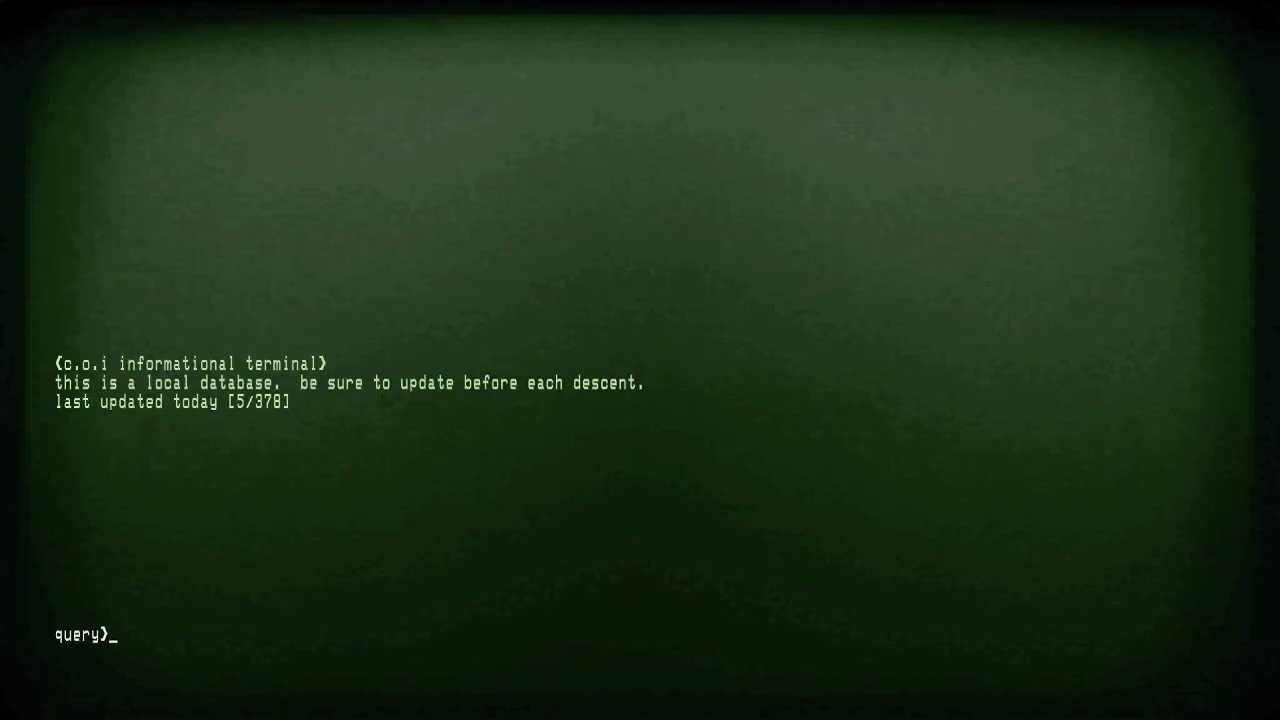 {c.o.i informational terminal}
this is a local database.  be sure to update before each descent.
last updated today [5/378]
query}_